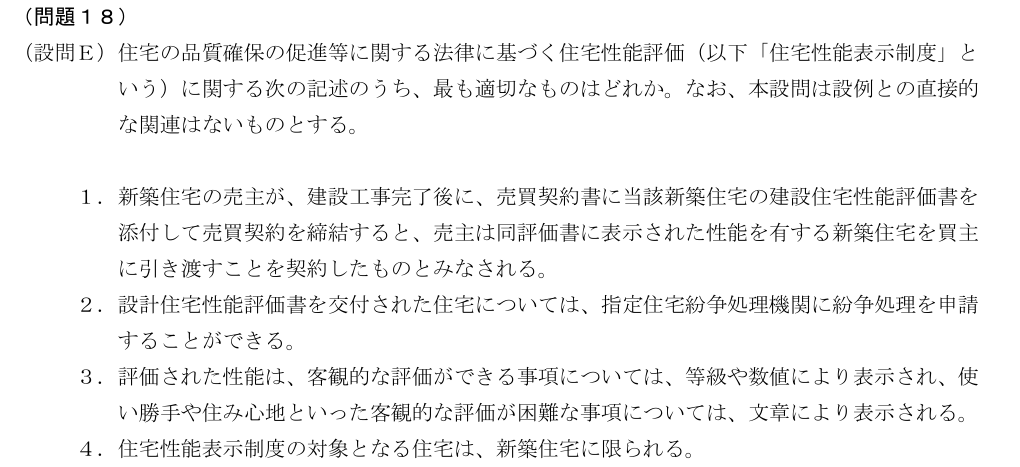 （問題１８）
（設問Ｅ）住宅の品質確保の促進等に関する法律に基づく住宅性能評価（以下「住宅性能表示制度」と
いう）に関する次の記述のうち、最も適切なものはどれか。なお、本設問は設例との直接的
な関連はないものとする。
１．新築住宅の売主が、建設工事完了後に、売買契約書に当該新築住宅の建設住宅性能評価書を
添付して売買契約を締結すると、売主は同評価書に表示された性能を有する新築住宅を買主
に引き渡すことを契約したものとみなされる。
２．設計住宅性能評価書を交付された住宅については、指定住宅紛争処理機関に紛争処理を申請
することができる。
３．評価された性能は、客観的な評価ができる事項については、等級や数値により表示され、使
い勝手や住み心地といった客観的な評価が困難な事項については、文章により表示される。
４．住宅性能表示制度の対象となる住宅は、新築住宅に限られる。